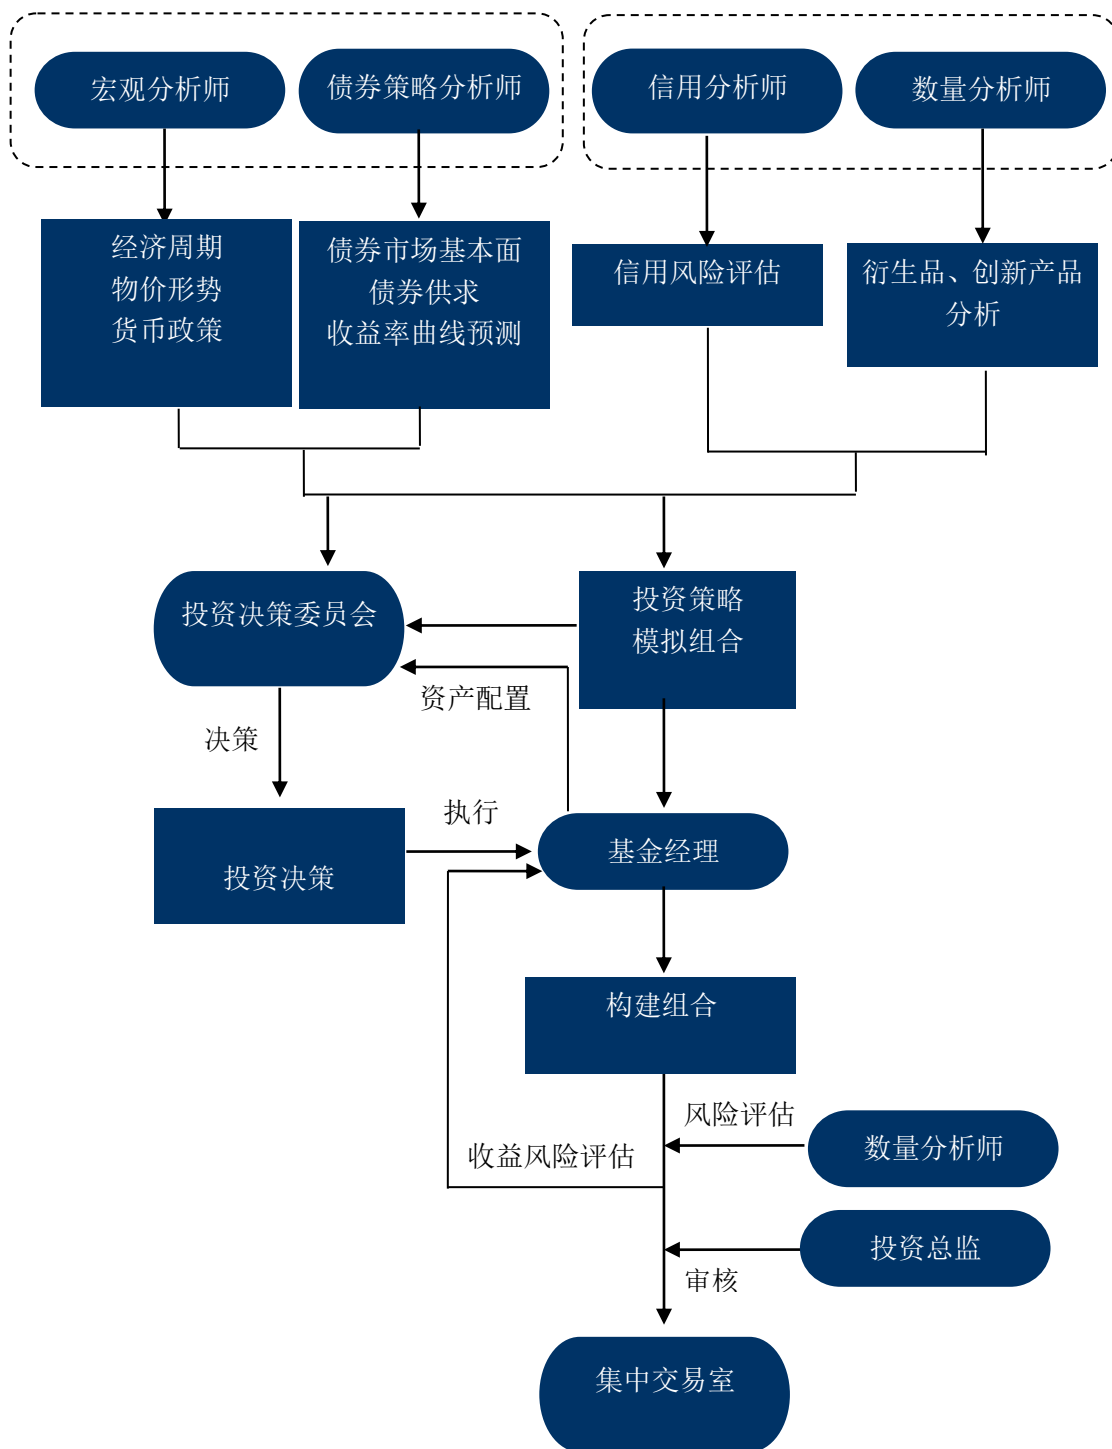 宏观分析师
债券策略分析师
信用分析师
数量分析师
经济周期
物价形势
货币政策
债券市场基本面
债券供求
收益率曲线预测
信用风险评估
衍生品、创新产品
分析
投资决策委员会
投资策略
模拟组合
资产配置
决策
执行
投资决策
基金经理
构建组合
风险评估
数量分析师
收益风险评估
投资总监
审核
集中交易室